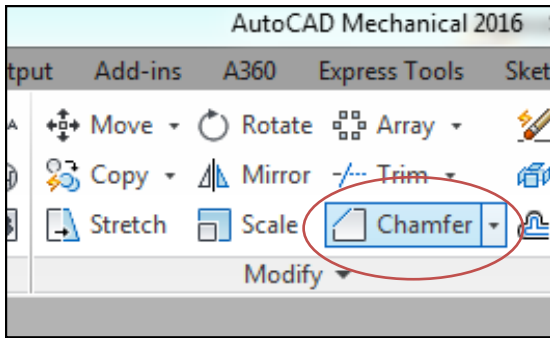 AutoCAD Mechanical 2016
tput Add-ins A360 Express Tools Sket
Move Rotate Array
Copy Mirror Trim
Stretch Scale Chamfer
Modify